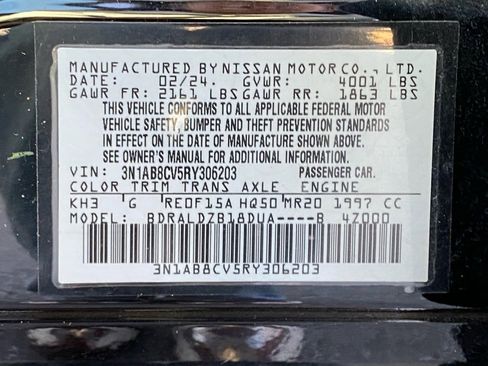 MANUFACTURED BY NISSAN MOTOR CO., LTD.
DATE: 02/24. GVWR: 4001 LBS
GAWR FR: 2161 LBS GAWR RR: 1863 LBS
THIS VEHICLE CONFORMS TO ALL APPLICABLE FEDERAL MOTOR
VEHICLE SAFETY, BUMPER AND THEFT PREVENTION STANDARDS
IN EFFECT ON THE DATE OF MANUFACTURE SHOWN ABOVE.
SEE OWNER'S MANUAL FOR ADDITIONAL INFORMATION.
VIN: 3N1AB8CV5RY306203 PASSENGER CAR.
COLOR TRIM TRANS AXLE ENGINE
KH3 G RE0F15A HQ50 MR20 1997 CC
MODEL: BDRALDZB18DUA----B 4Z000
3N1AB8CV5RY306203